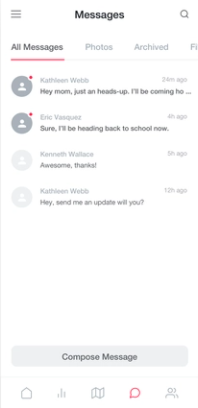 Messages
All Messages Photos Archived Fi
Kathleen Webb 24m ago
Hey mom, just an heads-up. I'll be coming ho ...
Eric Vasquez 4h ago
Sure, I'll be heading back to school now.
Kenneth Wallace 5h ago
Awesome, thanks!
Kathleen Webb 12h ago
Hey, send me an update will you?
Compose Message